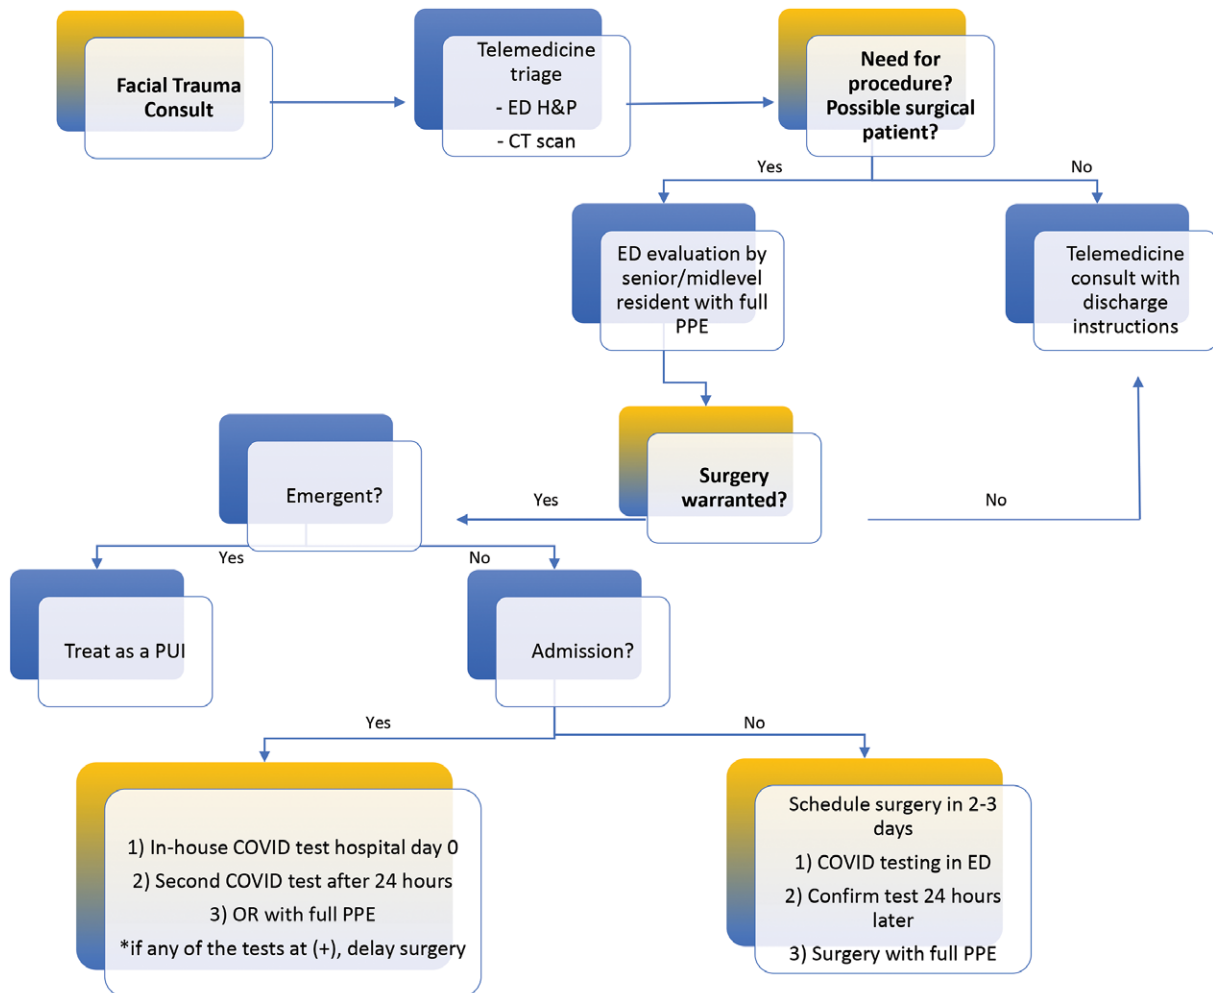 Facial Trauma
Consult
Telemedicine
triage
- ED H&P
- CT scan
Need for
procedure?
Possible surgical
patient?
Yes
No
ED evaluation by
senior/midlevel
resident with full
PPE
Telemedicine
consult with
discharge
instructions
Surgery
warranted?
Yes
No
Emergent?
Yes
No
Treat as a PUI
Admission?
Yes
No
1) In-house COVID test hospital day 0
2) Second COVID test after 24 hours
3) OR with full PPE
*if any of the tests at (+), delay surgery
Schedule surgery in 2-3
days
1) COVID testing in ED
2) Confirm test 24 hours
later
3) Surgery with full PPE